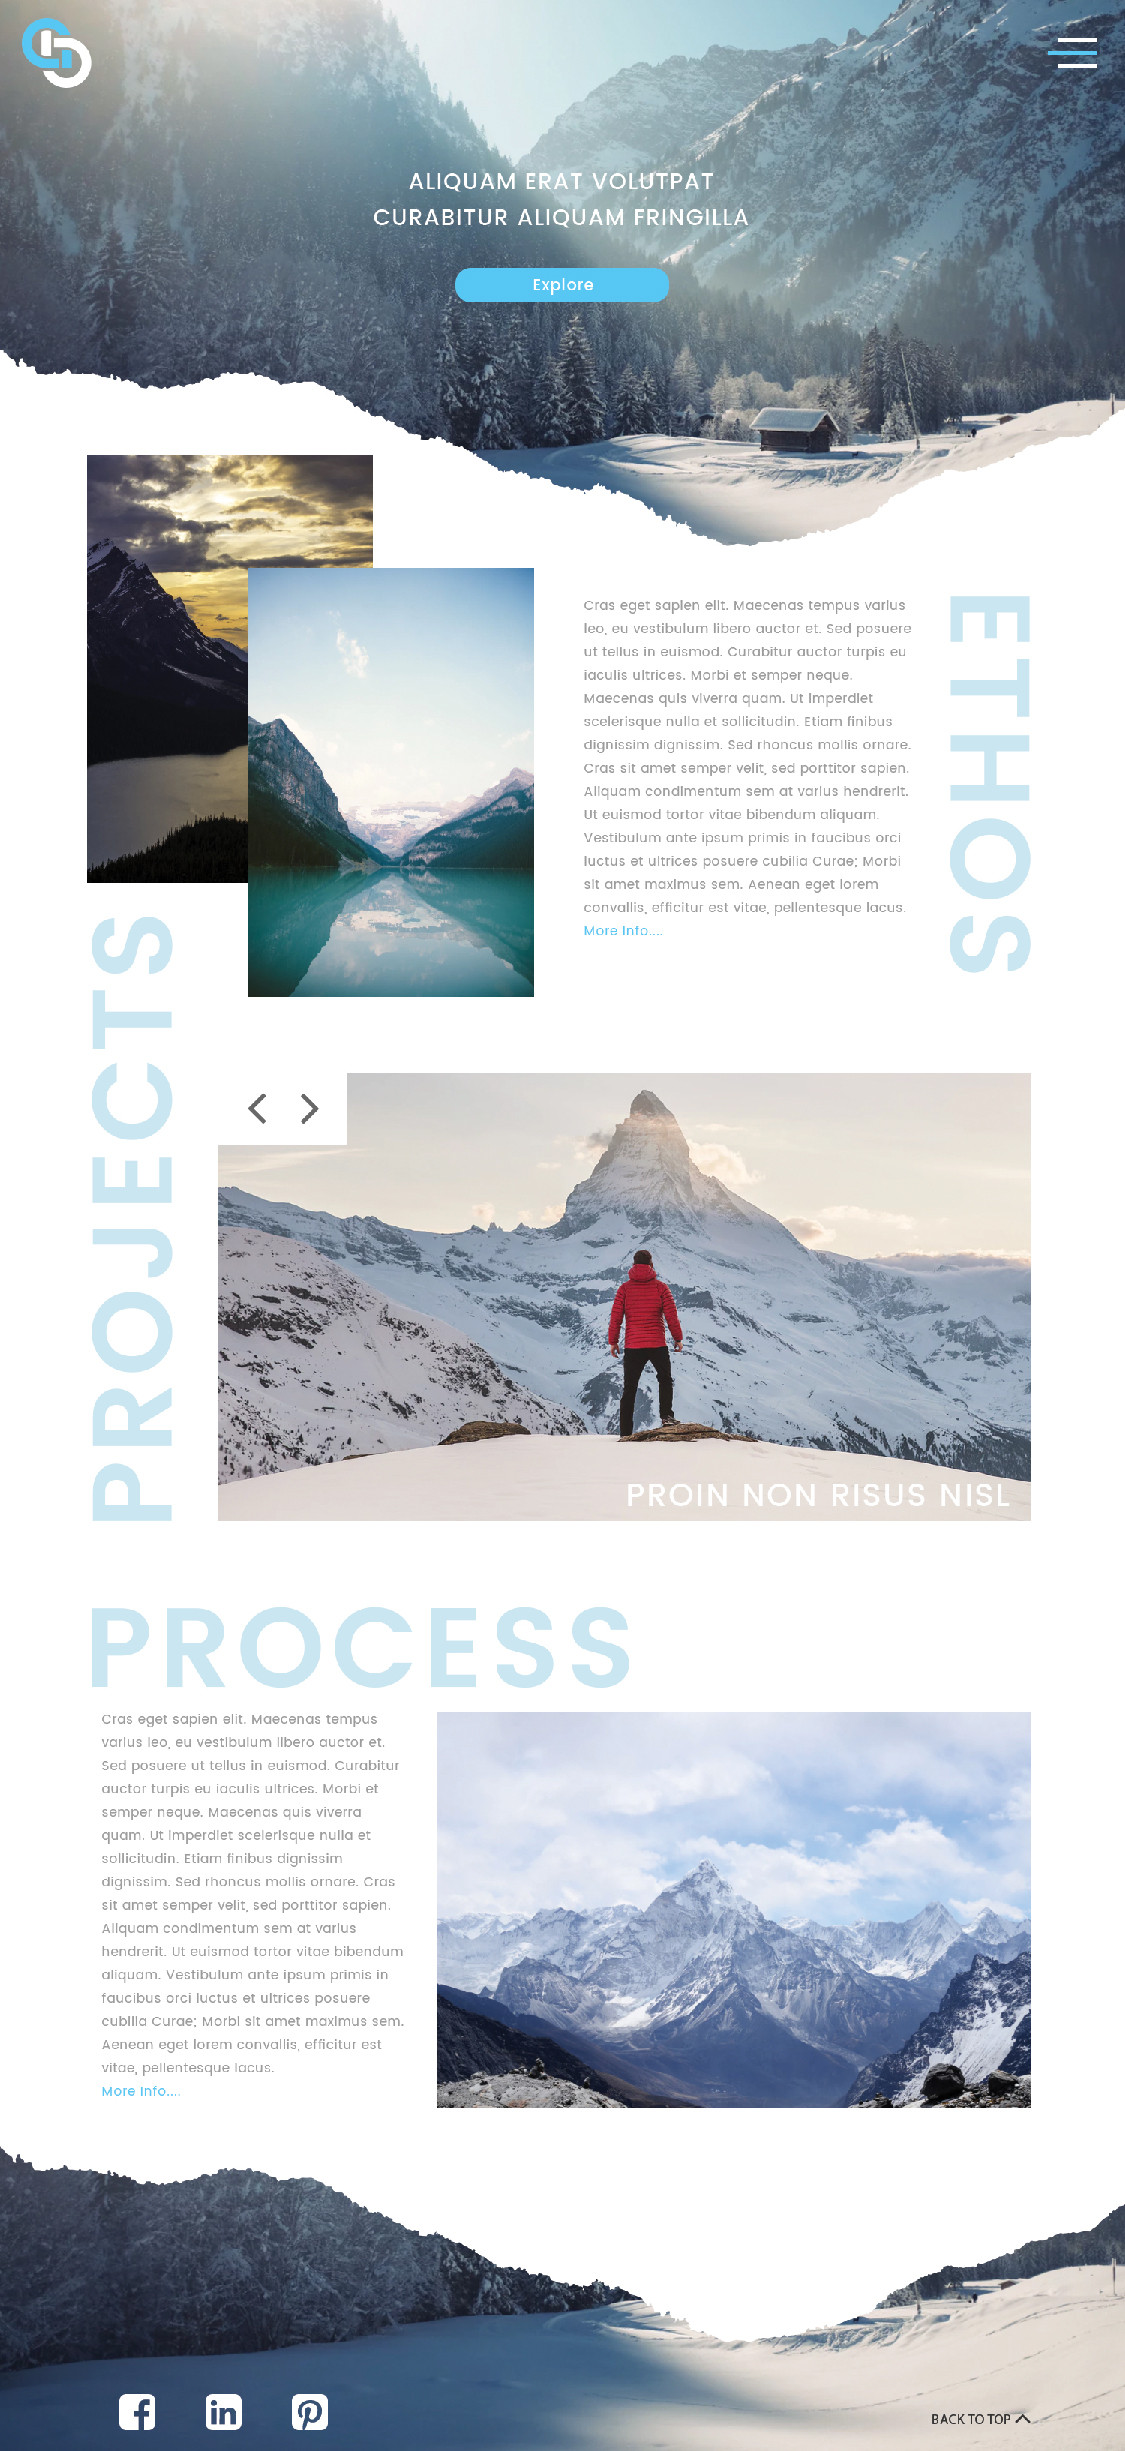 ALIQUAM ERAT VOLUTPAT
CURABITUR ALIQUAM FRINGILLA
Explore
Cras eget sapien elit. Maecenas tempus varius
leo, eu vestibulum libero auctor et. Sed posuere
ut tellus in euismod. Curabitur auctor turpis eu
iaculis ultrices. Morbi et semper neque.
Maecenas quis viverra quam. Ut imperdiet
scelerisque nulla et sollicitudin. Etiam finibus
dignissim dignissim. Sed rhoncus mollis ornare.
Cras sit amet semper velit, sed porttitor sapien.
Aliquam condimentum sem at varius hendrerit.
Ut euismod tortor vitae bibendum aliquam.
Vestibulum ante ipsum primis in faucibus orci
luctus et ultrices posuere cubilia Curae; Morbi
sit amet maximus sem. Aenean eget lorem
convallis, efficitur est vitae, pellentesque lacus.
More Info....
ETHOS
PROJECTS
PROIN NON RISUS NISL
PROCESS
Cras eget sapien elit. Maecenas tempus
varius leo, eu vestibulum libero auctor et.
Sed posuere ut tellus in euismod. Curabitur
auctor turpis eu iaculis ultrices. Morbi et
semper neque. Maecenas quis viverra
quam. Ut imperdiet scelerisque nulla et
sollicitudin. Etiam finibus dignissim
dignissim. Sed rhoncus mollis ornare. Cras
sit amet semper velit, sed porttitor sapien.
Aliquam condimentum sem at varius
hendrerit. Ut euismod tortor vitae bibendum
aliquam. Vestibulum ante ipsum primis in
faucibus orci luctus et ultrices posuere
cubilia Curae; Morbi sit amet maximus sem.
Aenean eget lorem convallis, efficitur est
vitae, pellentesque lacus.
More Info....
BACK TO TOP